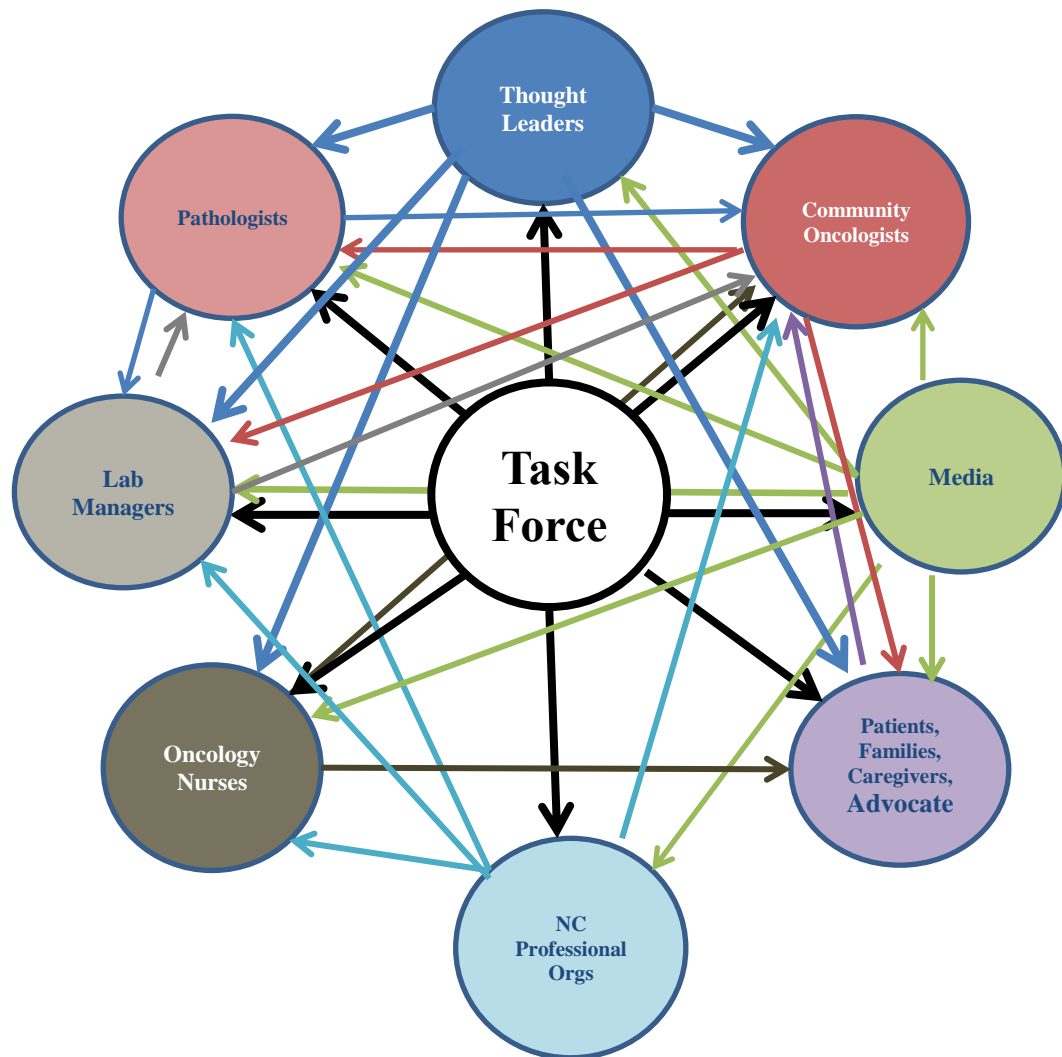 Thought
Leaders
Pathologists
Community
Oncologists
Task
Force
Lab
Managers
Media
Oncology
Nurses
Patients,
Families,
Caregivers,
Advocate
NC
Professional
Orgs